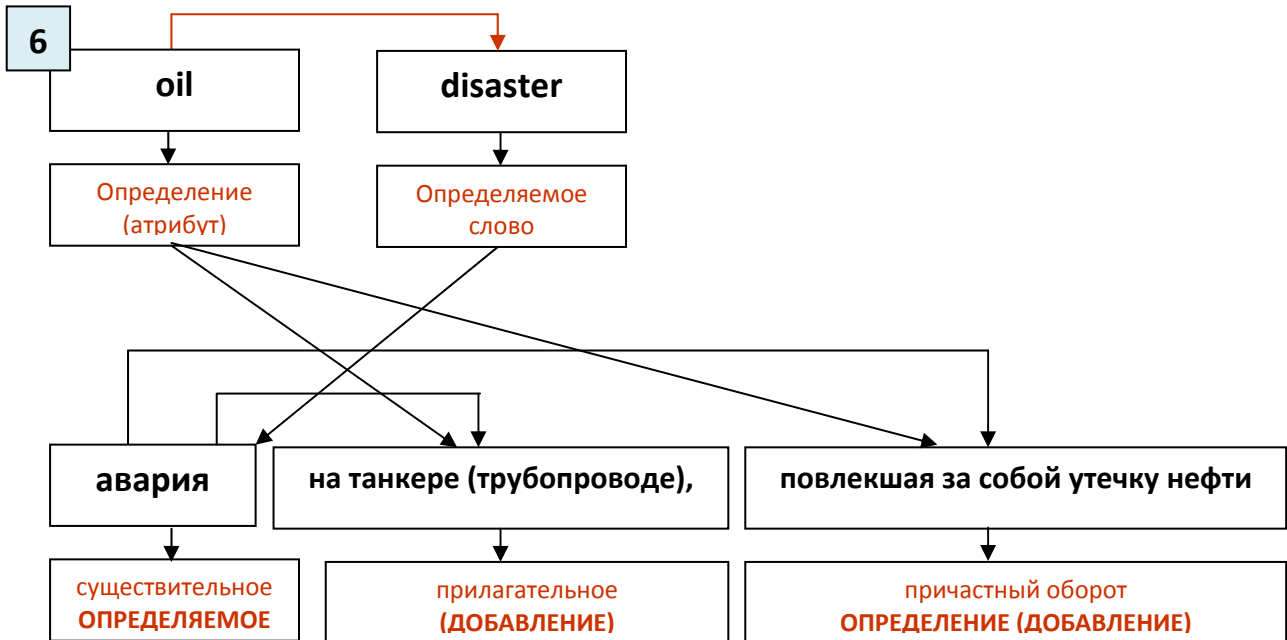 6
oil
disaster
Определение
(атрибут)
Определяемое
слово
авария
на танкере (трубопроводе),
повлекшая за собой утечку нефти
существительное
ОПРЕДЕЛЯЕМОЕ
прилагательное
(ДОБАВЛЕНИЕ)
причастный оборот
ОПРЕДЕЛЕНИЕ (ДОБАВЛЕНИЕ)